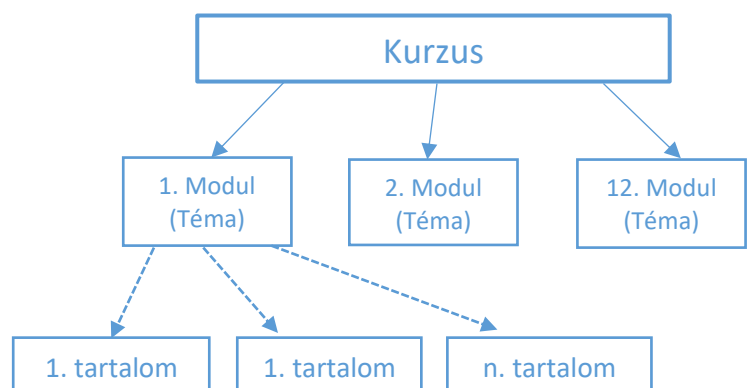 Kurzus
1. Modul
(Téma)
2. Modul
(Téma)
12. Modul
(Téma)
1. tartalom
1. tartalom
n. tartalom